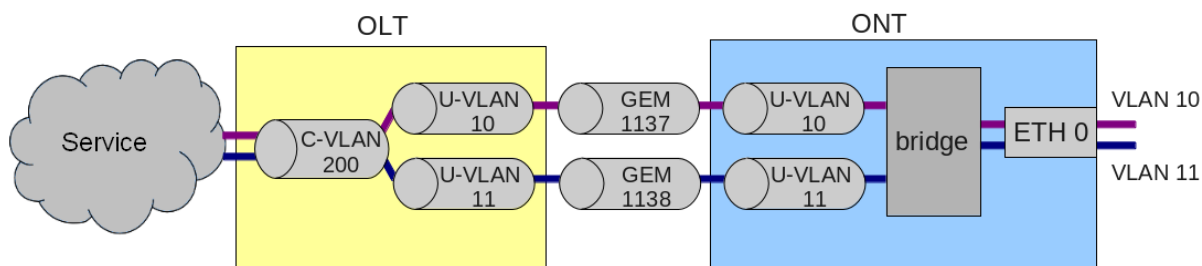 OLT
ONT
Service
C-VLAN
200
U-VLAN
10
U-VLAN
11
GEM
1137
GEM
1138
U-VLAN
10
U-VLAN
11
bridge
ETH 0
VLAN 10
VLAN 11